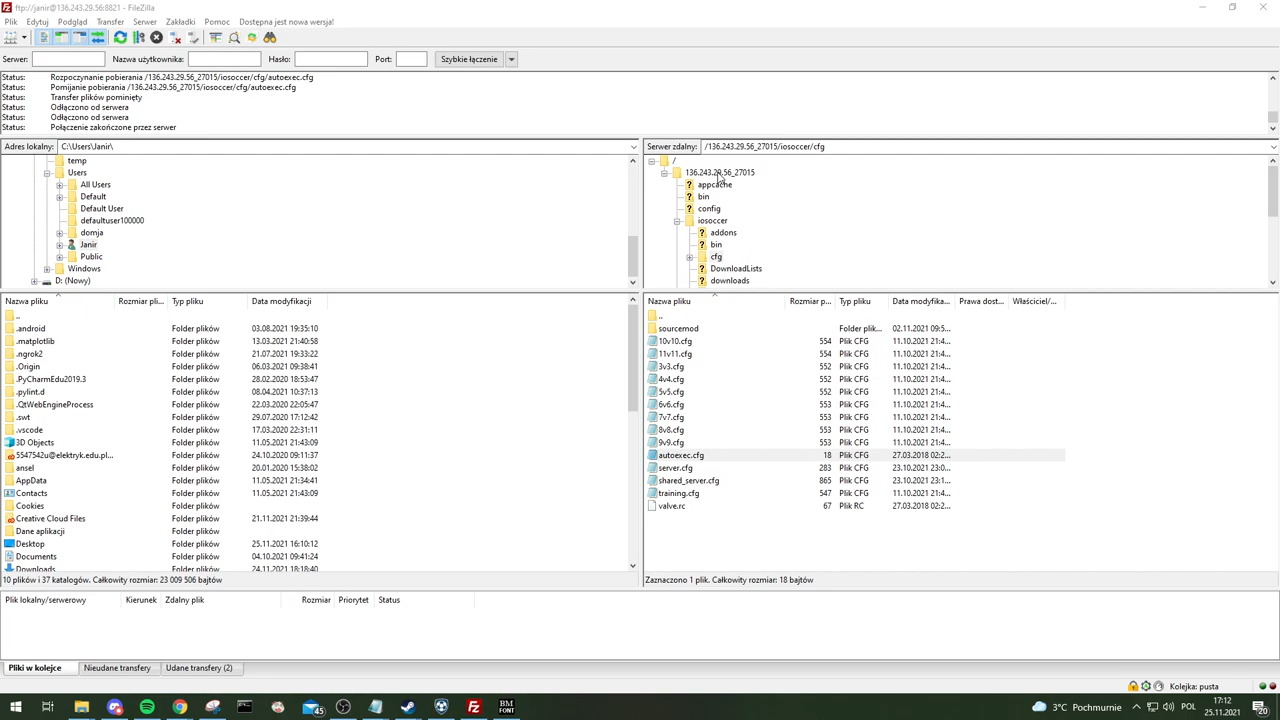 ftp://janir@136.243.29.56:8821 - FileZilla
Plik Edytuj Podgląd Transfer Serwer Zakładki Pomoc Dostępna jest nowa wersja!
Serwer: Nazwa użytkownika: Hasło: Port: Szybkie łączenie
Status: Rozpoczynanie pobierania /136.243.29.56_27015/iosoccer/cfg/autoexec.cfg
Status: Pomijanie pobierania /136.243.29.56_27015/iosoccer/cfg/autoexec.cfg
Status: Transfer plików pominięty
Status: Odłączono od serwera
Status: Odłączono od serwera
Status: Połączenie zakończone przez serwer
Adres lokalny: C:\Users\Janir\
temp
Users
All Users
Default
Default User
defaultuser100000
domja
Janir
Public
Windows
D: (Nowy)
Serwer zdalny: /136.243.29.56_27015/iosoccer/cfg
/
136.243.29.56_27015
appcache
bin
config
iosoccer
addons
bin
cfg
DownloadLists
downloads
Nazwa pliku Rozmiar pli... Typ pliku Data modyfikacji
..
.android Folder plików 03.08.2021 19:35:10
.matplotlib Folder plików 13.03.2021 21:40:58
.ngrok2 Folder plików 21.07.2021 19:33:22
.Origin Folder plików 06.03.2021 09:38:41
.PyCharmEdu2019.3 Folder plików 28.02.2020 18:53:47
.pylint.d Folder plików 08.04.2021 10:37:13
.QtWebEngineProcess Folder plików 22.03.2020 22:05:47
.swt Folder plików 29.07.2020 17:12:42
.vscode Folder plików 17.03.2020 22:31:11
3D Objects Folder plików 11.05.2021 21:43:09
5547542u@elektryk.edu.pl... Folder plików 24.10.2020 09:11:37
ansel Folder plików 20.01.2020 15:38:02
AppData Folder plików 11.05.2021 21:34:41
Contacts Folder plików 11.05.2021 21:43:09
Cookies Folder plików
Creative Cloud Files Folder plików 21.11.2021 21:39:44
Dane aplikacji Folder plików
Desktop Folder plików 25.11.2021 16:10:12
Documents Folder plików 04.10.2021 09:41:24
Downloads Folder plików 24.11.2021 18:18:40
10 plików i 37 katalogów. Całkowity rozmiar: 23 009 506 bajtów
Nazwa pliku Rozmiar p... Typ pliku Data modyfika... Prawa dost... Właściciel/...
..
sourcemod Folder plik... 02.11.2021 09:5...
10v10.cfg 554 Plik CFG 11.10.2021 21:4...
11v11.cfg 554 Plik CFG 11.10.2021 21:4...
3v3.cfg 552 Plik CFG 11.10.2021 21:4...
4v4.cfg 552 Plik CFG 11.10.2021 21:4...
5v5.cfg 552 Plik CFG 11.10.2021 21:4...
6v6.cfg 553 Plik CFG 11.10.2021 21:4...
7v7.cfg 553 Plik CFG 11.10.2021 21:4...
8v8.cfg 553 Plik CFG 11.10.2021 21:4...
9v9.cfg 553 Plik CFG 11.10.2021 21:4...
autoexec.cfg 18 Plik CFG 27.03.2018 02:2...
server.cfg 283 Plik CFG 23.10.2021 23:0...
shared_server.cfg 865 Plik CFG 23.10.2021 23:1...
training.cfg 547 Plik CFG 11.10.2021 21:4...
valve.rc 67 Plik RC 27.03.2018 02:2...
Zaznaczono 1 plik. Całkowity rozmiar: 18 bajtów
Plik lokalny/serwerowy Kierunek Zdalny plik Rozmiar Priorytet Status
Pliki w kolejce Nieudane transfery Udane transfery (2)
Kolejka: pusta
45
BM
FONT
3°C Pochmurnie POL 17:12
25.11.2021 20